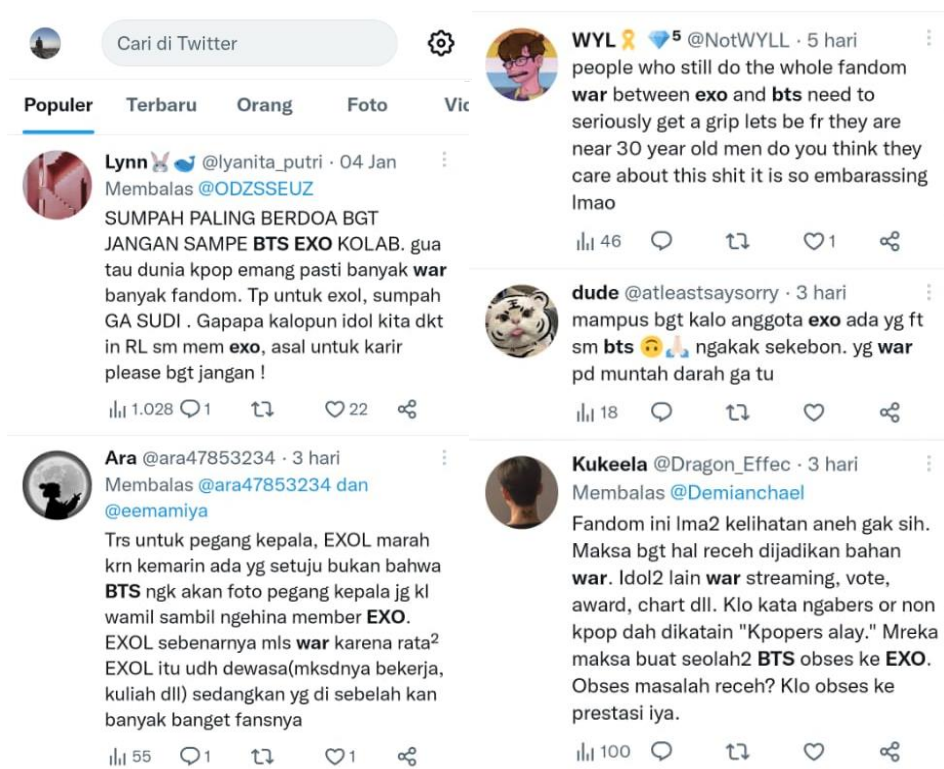 Cari di Twitter
Populer Terbaru Orang Foto Vid
Lynn🐰🐳 @lyanita_putri · 04 Jan
Membalas @ODZSSEUZ
SUMPAH PALING BERDOA BGT
JANGAN SAMPE BTS EXO KOLAB. gua
tau dunia kpop emang pasti banyak war
banyak fandom. Tp untuk exol, sumpah
GA SUDI . Gapapa kalopun idol kita dkt
in RL sm mem exo, asal untuk karir
please bgt jangan !
1.028 1 22
Ara @ara47853234 · 3 hari
Membalas @ara47853234 dan
@eemamiya
Trs untuk pegang kepala, EXOL marah
krn kemarin ada yg setuju bukan bahwa
BTS ngk akan foto pegang kepala jg kl
wamil sambil ngehina member EXO.
EXOL sebenarnya mls war karena rata²
EXOL itu udh dewasa(mksdnya bekerja,
kuliah dll) sedangkan yg di sebelah kan
banyak banget fansnya
55 1 1
WYL🎗 💎⁵ @NotWYLL · 5 hari
people who still do the whole fandom
war between exo and bts need to
seriously get a grip lets be fr they are
near 30 year old men do you think they
care about this shit it is so embarassing
lmao
46 1
dude @atleastsaysorry · 3 hari
mampus bgt kalo anggota exo ada yg ft
sm bts 🙃🙏🏻 ngakak sekebon. yg war
pd muntah darah ga tu
18
Kukeela @Dragon_Effec · 3 hari
Membalas @Demianchael
Fandom ini lma2 kelihatan aneh gak sih.
Maksa bgt hal receh dijadikan bahan
war. Idol2 lain war streaming, vote,
award, chart dll. Klo kata ngabers or non
kpop dah dikatain "Kpopers alay." Mreka
maksa buat seolah2 BTS obses ke EXO.
Obses masalah receh? Klo obses ke
prestasi iya.
100